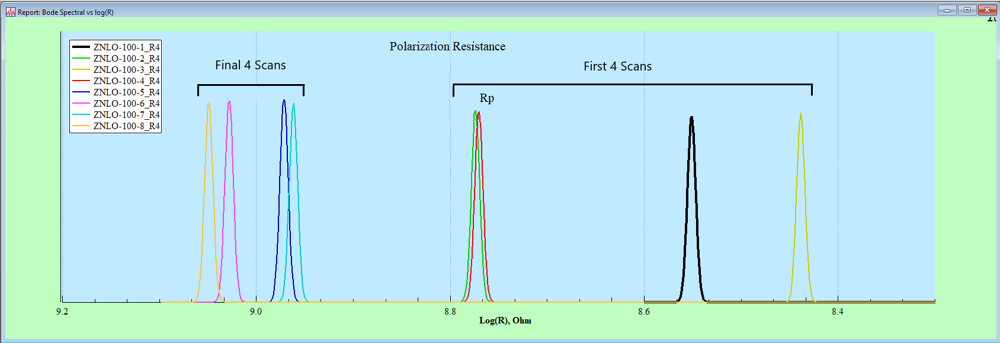 Report: Bode Spectral vs log(R)
Polarization Resistance
Final 4 Scans
First 4 Scans
Rp
ZNLO-100-1_R4
ZNLO-100-2_R4
ZNLO-100-3_R4
ZNLO-100-4_R4
ZNLO-100-5_R4
ZNLO-100-6_R4
ZNLO-100-7_R4
ZNLO-100-8_R4
9.2 9.0 8.8 8.6 8.4
Log(R), Ohm